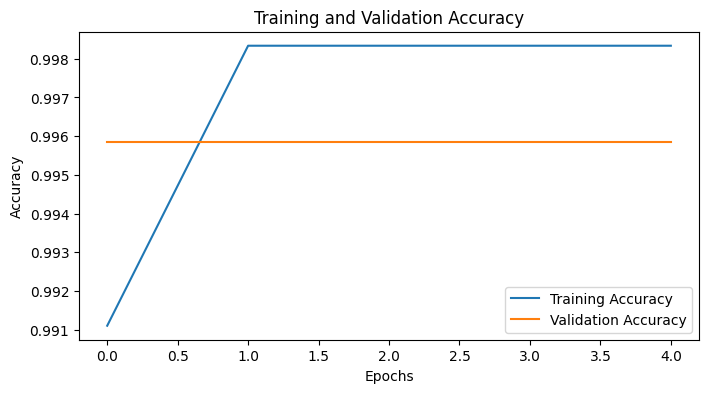 Training and Validation Accuracy
Accuracy
0.998
0.997
0.996
0.995
0.994
0.993
0.992
0.991
Training Accuracy
Validation Accuracy
0.0 0.5 1.0 1.5 2.0 2.5 3.0 3.5 4.0
Epochs